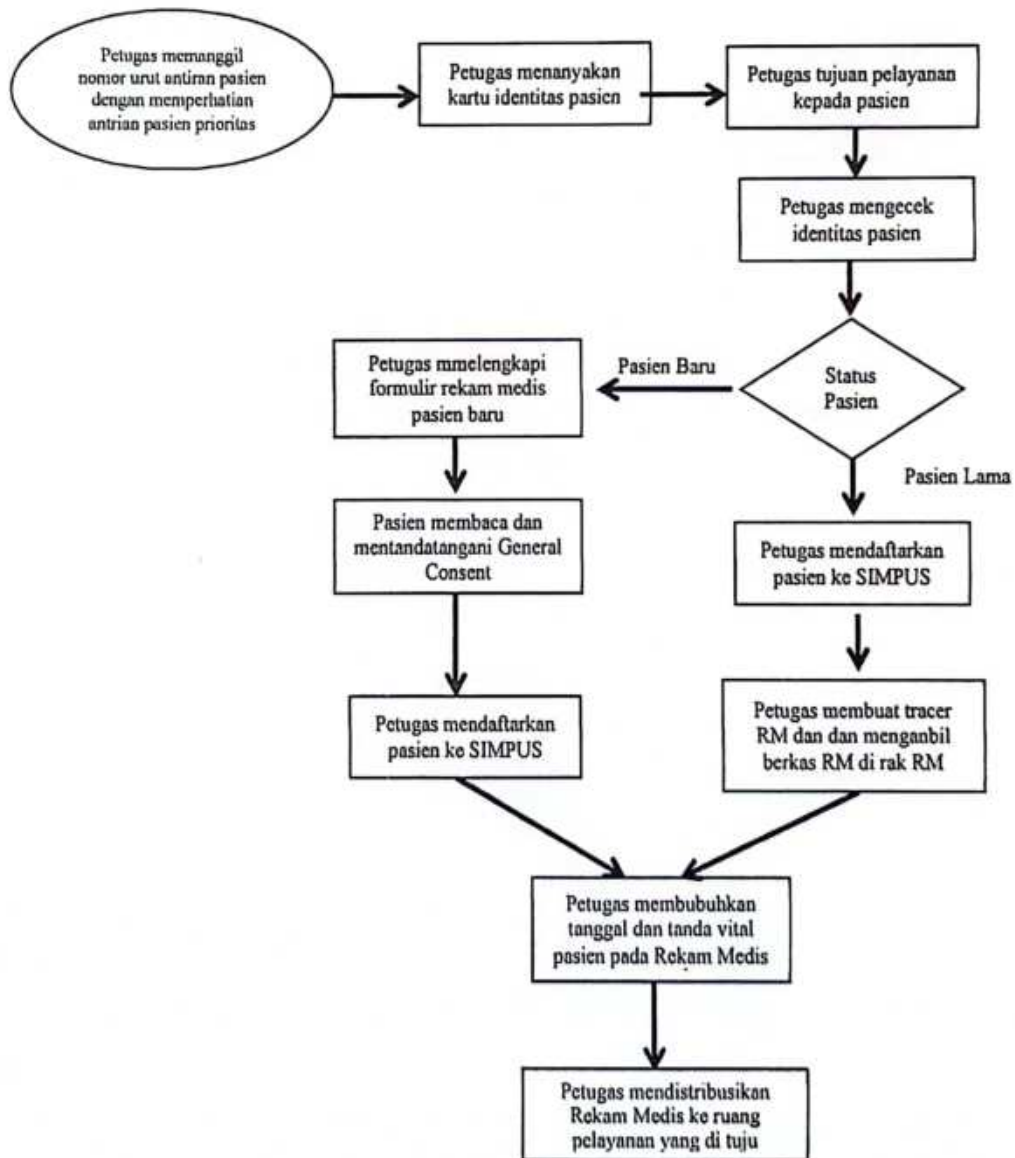 Petugas memanggil
nomor urut antiran pasien
dengan memperhatian
antrian pasien prioritas
Petugas menanyakan
kartu identitas pasien
Petugas tujuan pelayanan
kepada pasien
Petugas mengecek
identitas pasien
Status
Pasien
Pasien Baru
Petugas mmelengkapi
formulir rekam medis
pasien baru
Pasien Lama
Pasien membaca dan
mentandatangani General
Consent
Petugas mendaftarkan
pasien ke SIMPUS
Petugas mendaftarkan
pasien ke SIMPUS
Petugas membuat tracer
RM dan dan menganbil
berkas RM di rak RM
Petugas membubuhkan
tanggal dan tanda vital
pasien pada Rekam Medis
Petugas mendistribusikan
Rekam Medis ke ruang
pelayanan yang di tuju